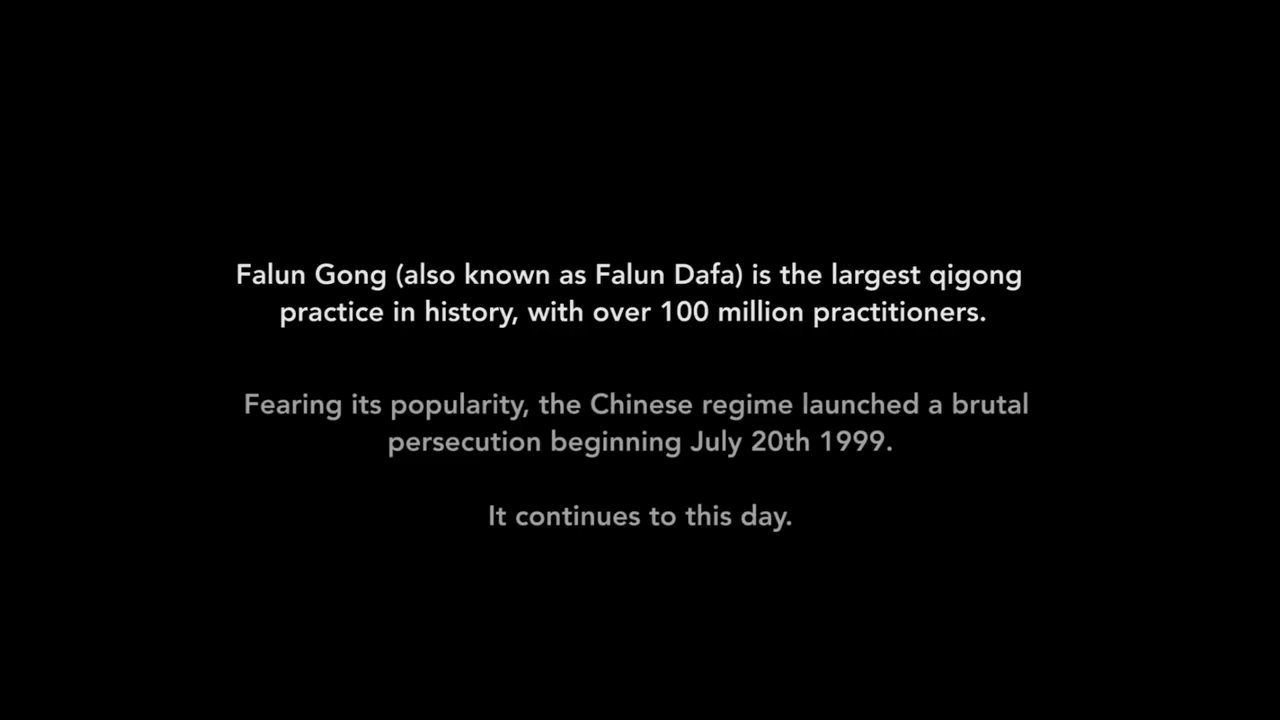 Falun Gong (also known as Falun Dafa) is the largest qigong
practice in history, with over 100 million practitioners.
Fearing its popularity, the Chinese regime launched a brutal
persecution beginning July 20th 1999.
It continues to this day.